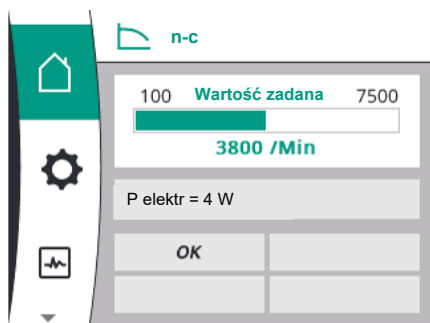 n-c
100 Wartość zadana 7500
3800 /Min
P elektr = 4 W
OK